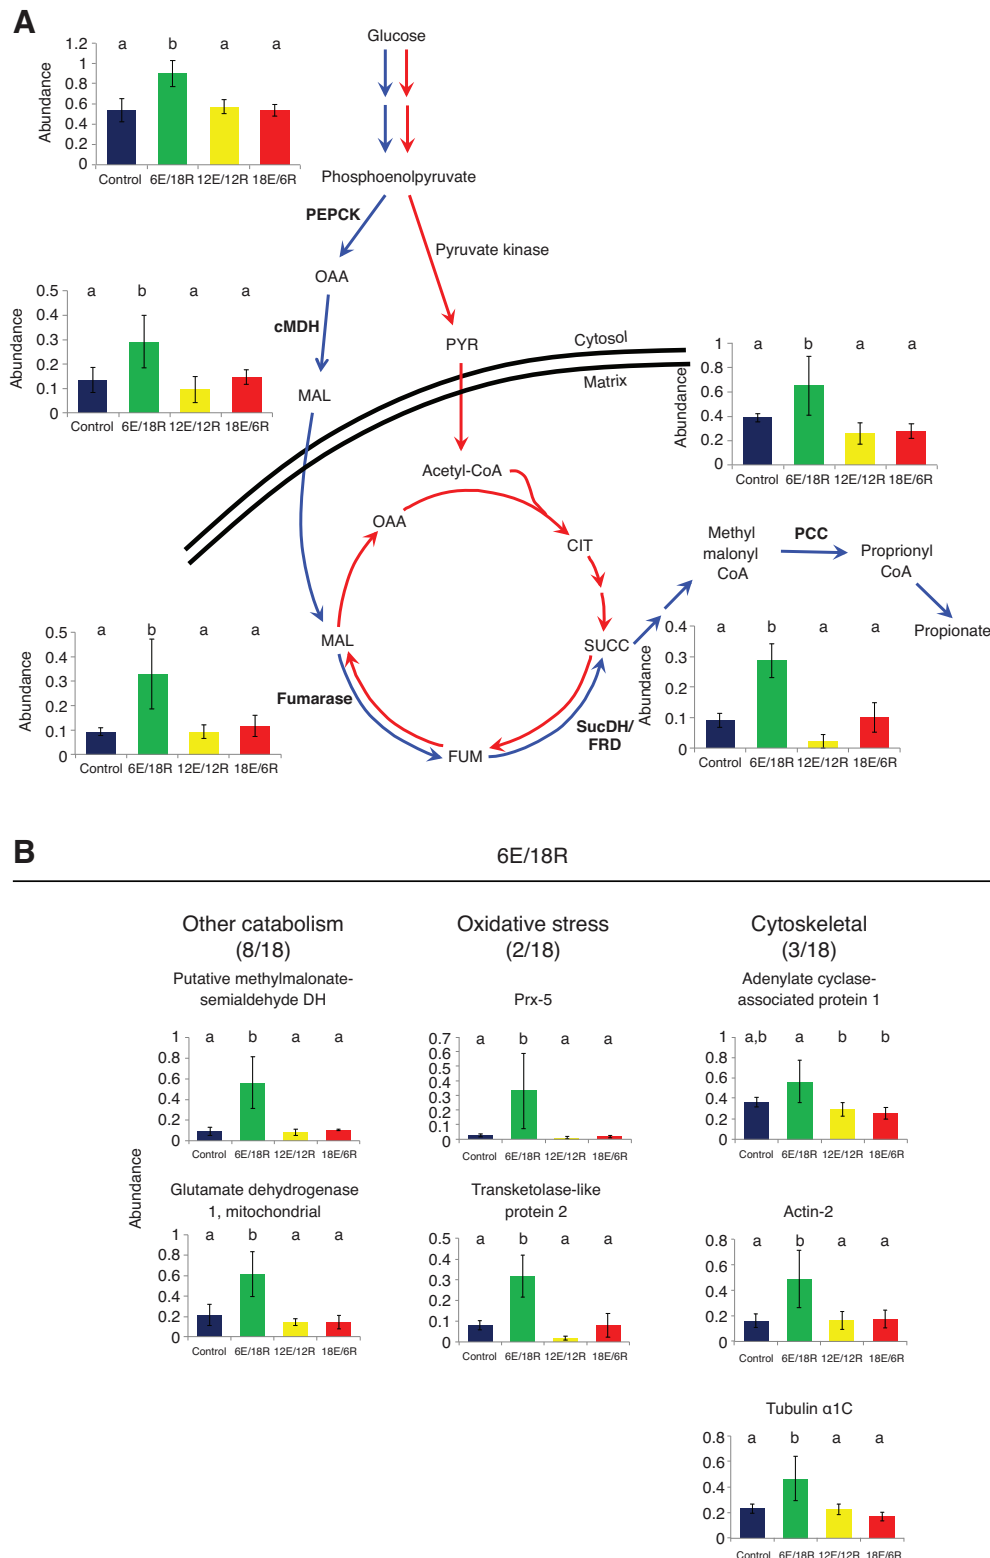 A
Glucose
1.2
1
0.8
0.6
0.4
0.2
0
Abundance
a b a a
Control 6E/18R 12E/12R 18E/6R
Phosphoenolpyruvate
PEPCK
Pyruvate kinase
OAA
0.5
0.4
0.3
0.2
0.1
0
Abundance
a b a a
Control 6E/18R 12E/12R 18E/6R
cMDH
PYR
Cytosol
Matrix
MAL
1
0.8
0.6
0.4
0.2
0
Abundance
a b a a
Control 6E/18R 12E/12R 18E/6R
Acetyl-CoA
OAA
CIT
Methyl
malonyl
CoA
PCC
Proprionyl
CoA
Propionate
MAL
SUCC
Fumarase
SucDH/
FRD
FUM
0.5
0.4
0.3
0.2
0.1
0
Abundance
a b a a
Control 6E/18R 12E/12R 18E/6R
0.4
0.3
0.2
0.1
0
Abundance
a b a a
Control 6E/18R 12E/12R 18E/6R
B
6E/18R
Other catabolism
(8/18)
Putative methylmalonate-
semialdehyde DH
1
0.8
0.6
0.4
0.2
0
a b a a
Control 6E/18R 12E/12R 18E/6R
Abundance
Glutamate dehydrogenase
1, mitochondrial
1
0.8
0.6
0.4
0.2
0
a b a a
Control 6E/18R 12E/12R 18E/6R
Oxidative stress
(2/18)
Prx-5
0.7
0.6
0.5
0.4
0.3
0.2
0.1
0
a b a a
Control 6E/18R 12E/12R 18E/6R
Transketolase-like
protein 2
0.5
0.4
0.3
0.2
0.1
0
a b a a
Control 6E/18R 12E/12R 18E/6R
Cytoskeletal
(3/18)
Adenylate cyclase-
associated protein 1
1
0.8
0.6
0.4
0.2
0
a,b a b b
Control 6E/18R 12E/12R 18E/6R
Actin-2
0.8
0.6
0.4
0.2
0
a b a a
Control 6E/18R 12E/12R 18E/6R
Tubulin α1C
0.8
0.6
0.4
0.2
0
a b a a
Control 6E/18R 12E/12R 18E/6R